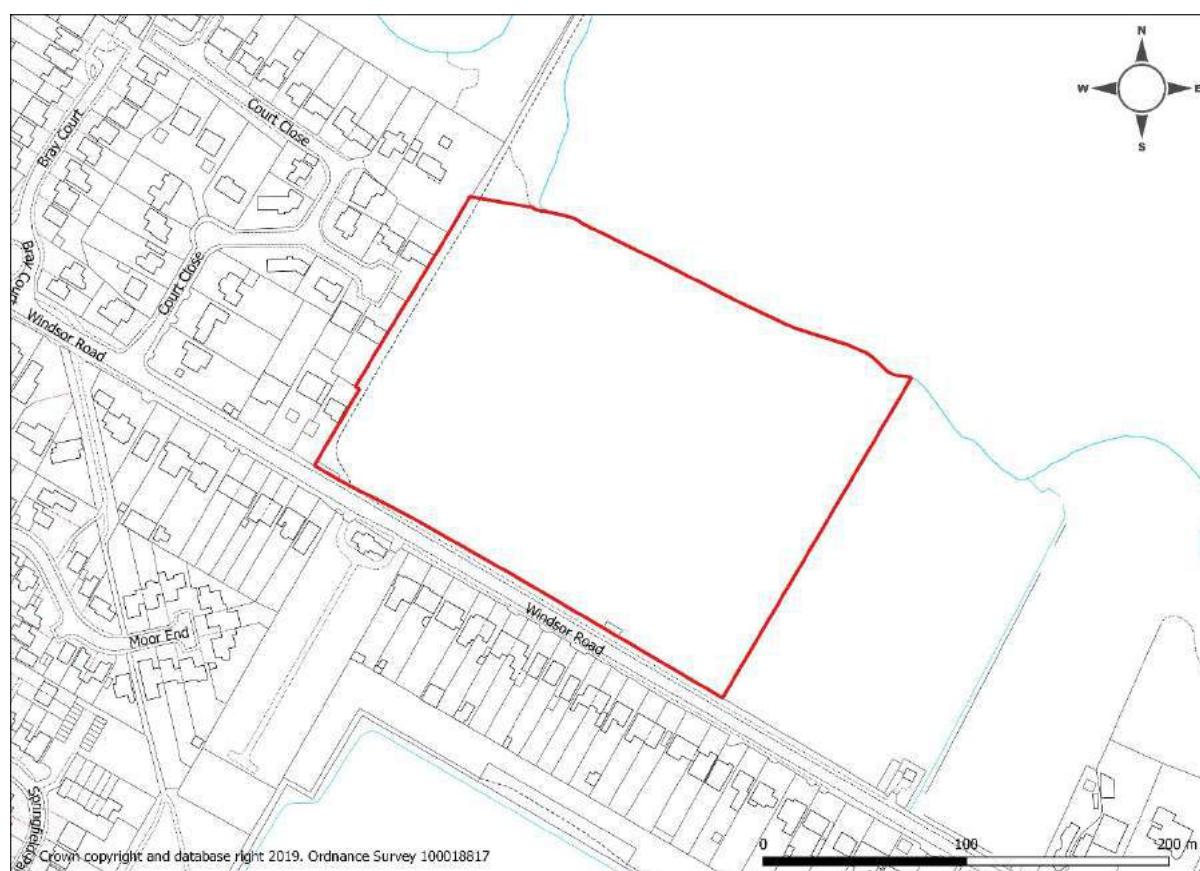 N
W
E
S
Court Close
Bray Court
Court Close
Bray Court
Windsor Road
Windsor Road
Moor End
Crown copyright and database right 2019. Ordnance Survey 100018817
0
100
200 m